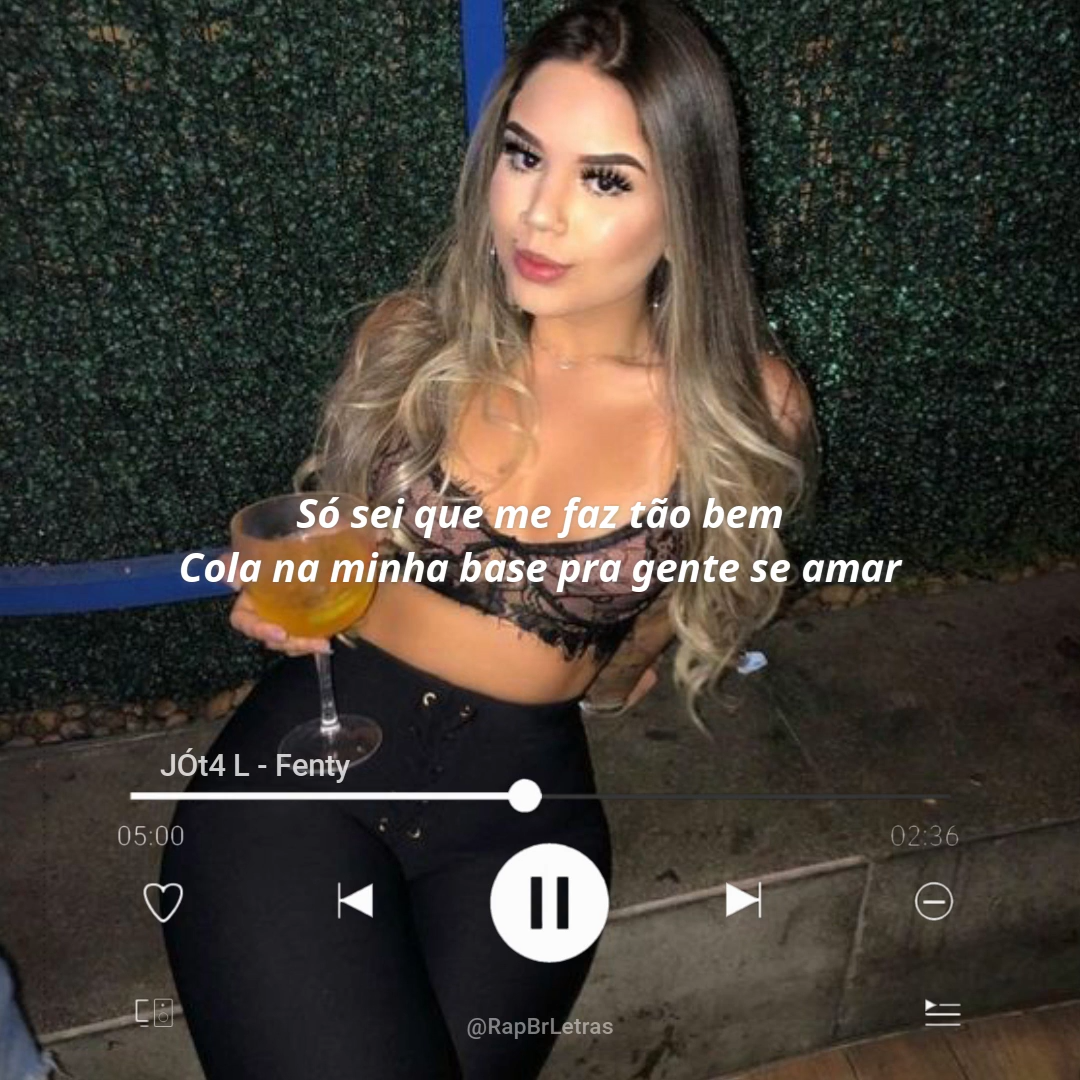 Só sei que me faz tão bem
Cola na minha base pra gente se amar
JÓt4 L - Fenty
05:00
02:36
@RapBrLetras